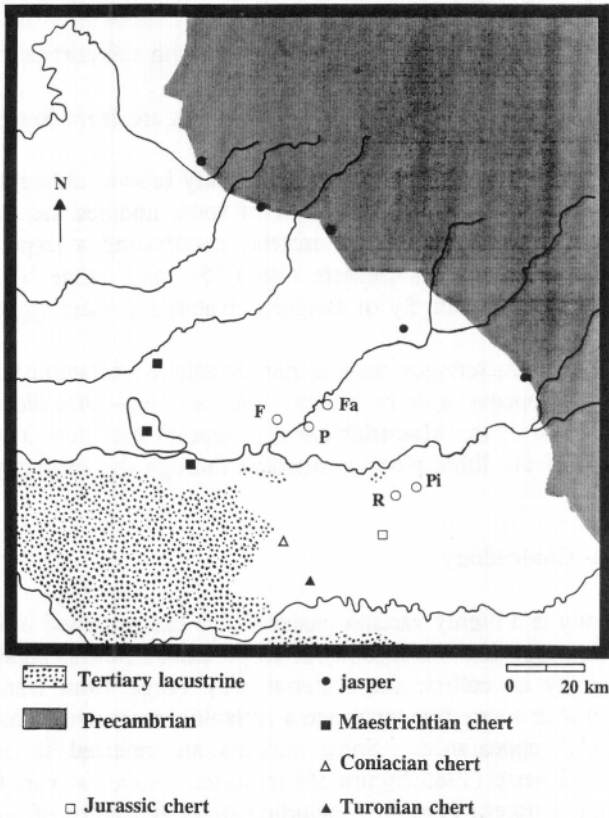 N
F
Fa
P
R
Pi
Tertiary lacustrine
jasper
0 20 km
Precambrian
Maestrichtian chert
Coniacian chert
Jurassic chert
Turonian chert